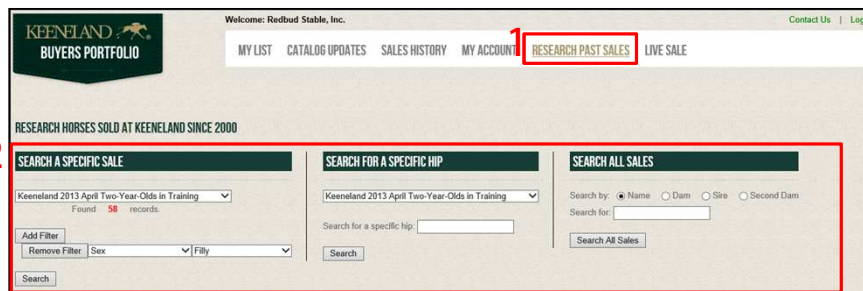 Welcome: Redbud Stable, Inc.
Contact Us | Log
KEENELAND
BUYERS PORTFOLIO
MY LIST CATALOG UPDATES SALES HISTORY MY ACCOUNT 1 RESEARCH PAST SALES LIVE SALE
RESEARCH HORSES SOLD AT KEENELAND SINCE 2000
2
SEARCH A SPECIFIC SALE
Keeneland 2013 April Two-Year-Olds in Training
Found 58 records.
Add Filter
Remove Filter Sex Filly
Search
SEARCH FOR A SPECIFIC HIP
Keeneland 2013 April Two-Year-Olds in Training
Search for a specific hip:
Search
SEARCH ALL SALES
Search by: Name Dam Sire Second Dam
Search for:
Search All Sales